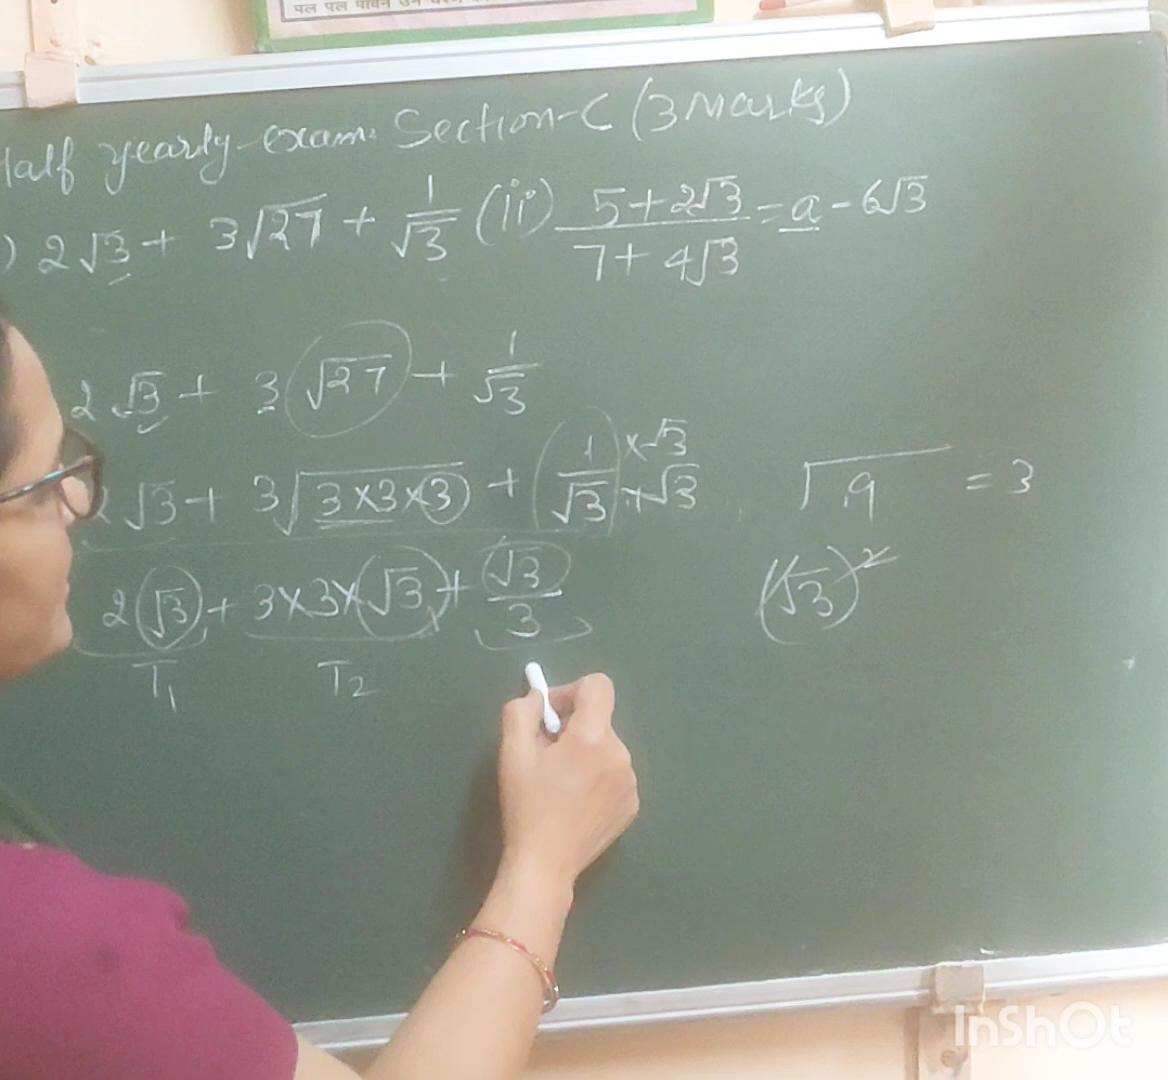 पल पल पावन उन
Half yearly exam. Section-C (3 Marks)
) 2√3 + 3√27 + 1/√3 (ii) 5+2√3/7+4√3 = a - 6√3
2√3 + 3√27 + 1/√3
2√3 + 3√3×3×3 + 1/√3 ×√3/×√3 √9 = 3
2√3 + 3×3×√3 + √3/3 (√3)²
T₁ T₂
InShOt